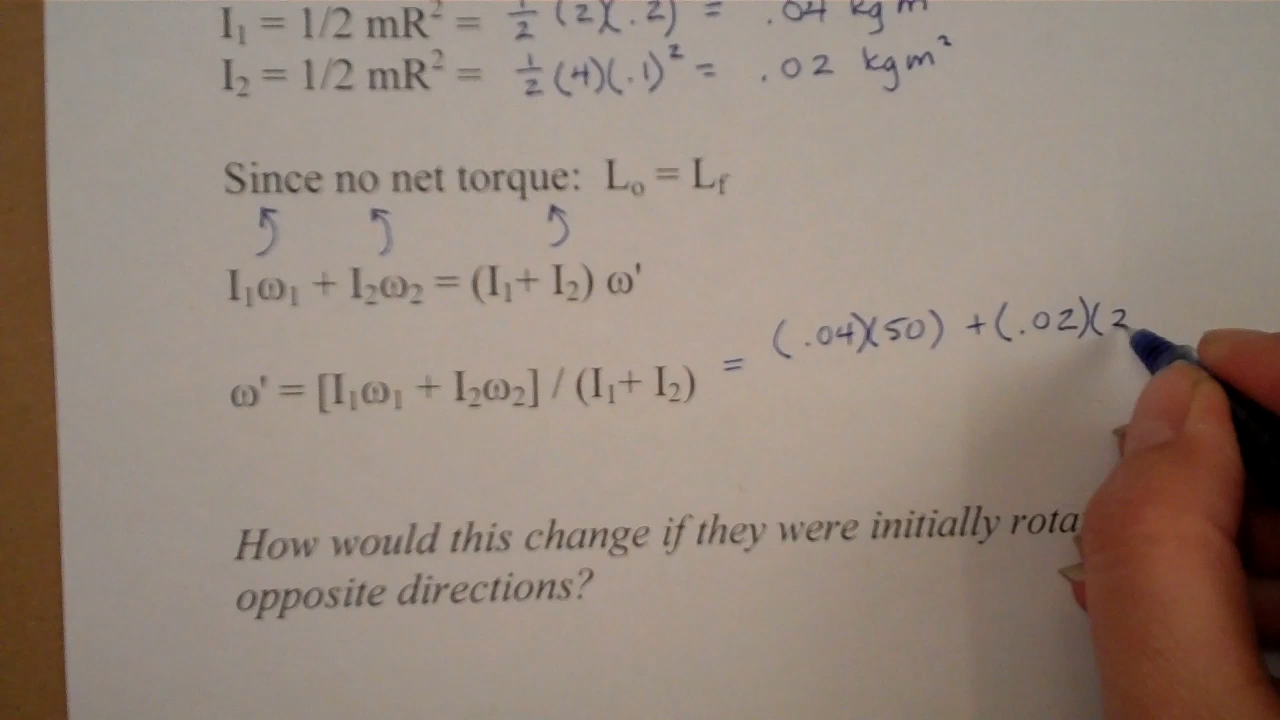 I₁ = 1/2 mR² = ½ (2)(.2) = .04 kg m
I₂ = 1/2 mR² = ½ (4)(.1)² = .02 kg m²
Since no net torque: Lₒ = L_f
I₁ω₁ + I₂ω₂ = (I₁+ I₂) ω'
ω' = [I₁ω₁ + I₂ω₂] / (I₁+ I₂) = (.04)(50) + (.02)(2
How would this change if they were initially rota
opposite directions?